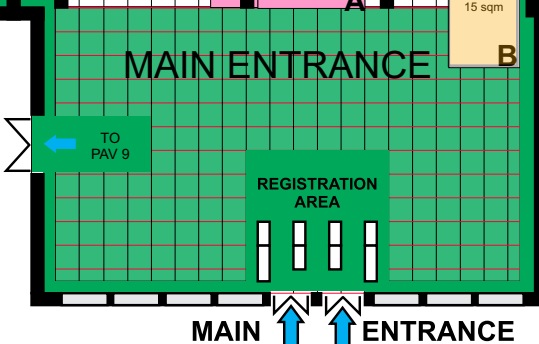 A
15 sqm
B
MAIN ENTRANCE
TO
PAV 9
REGISTRATION
AREA
MAIN ENTRANCE